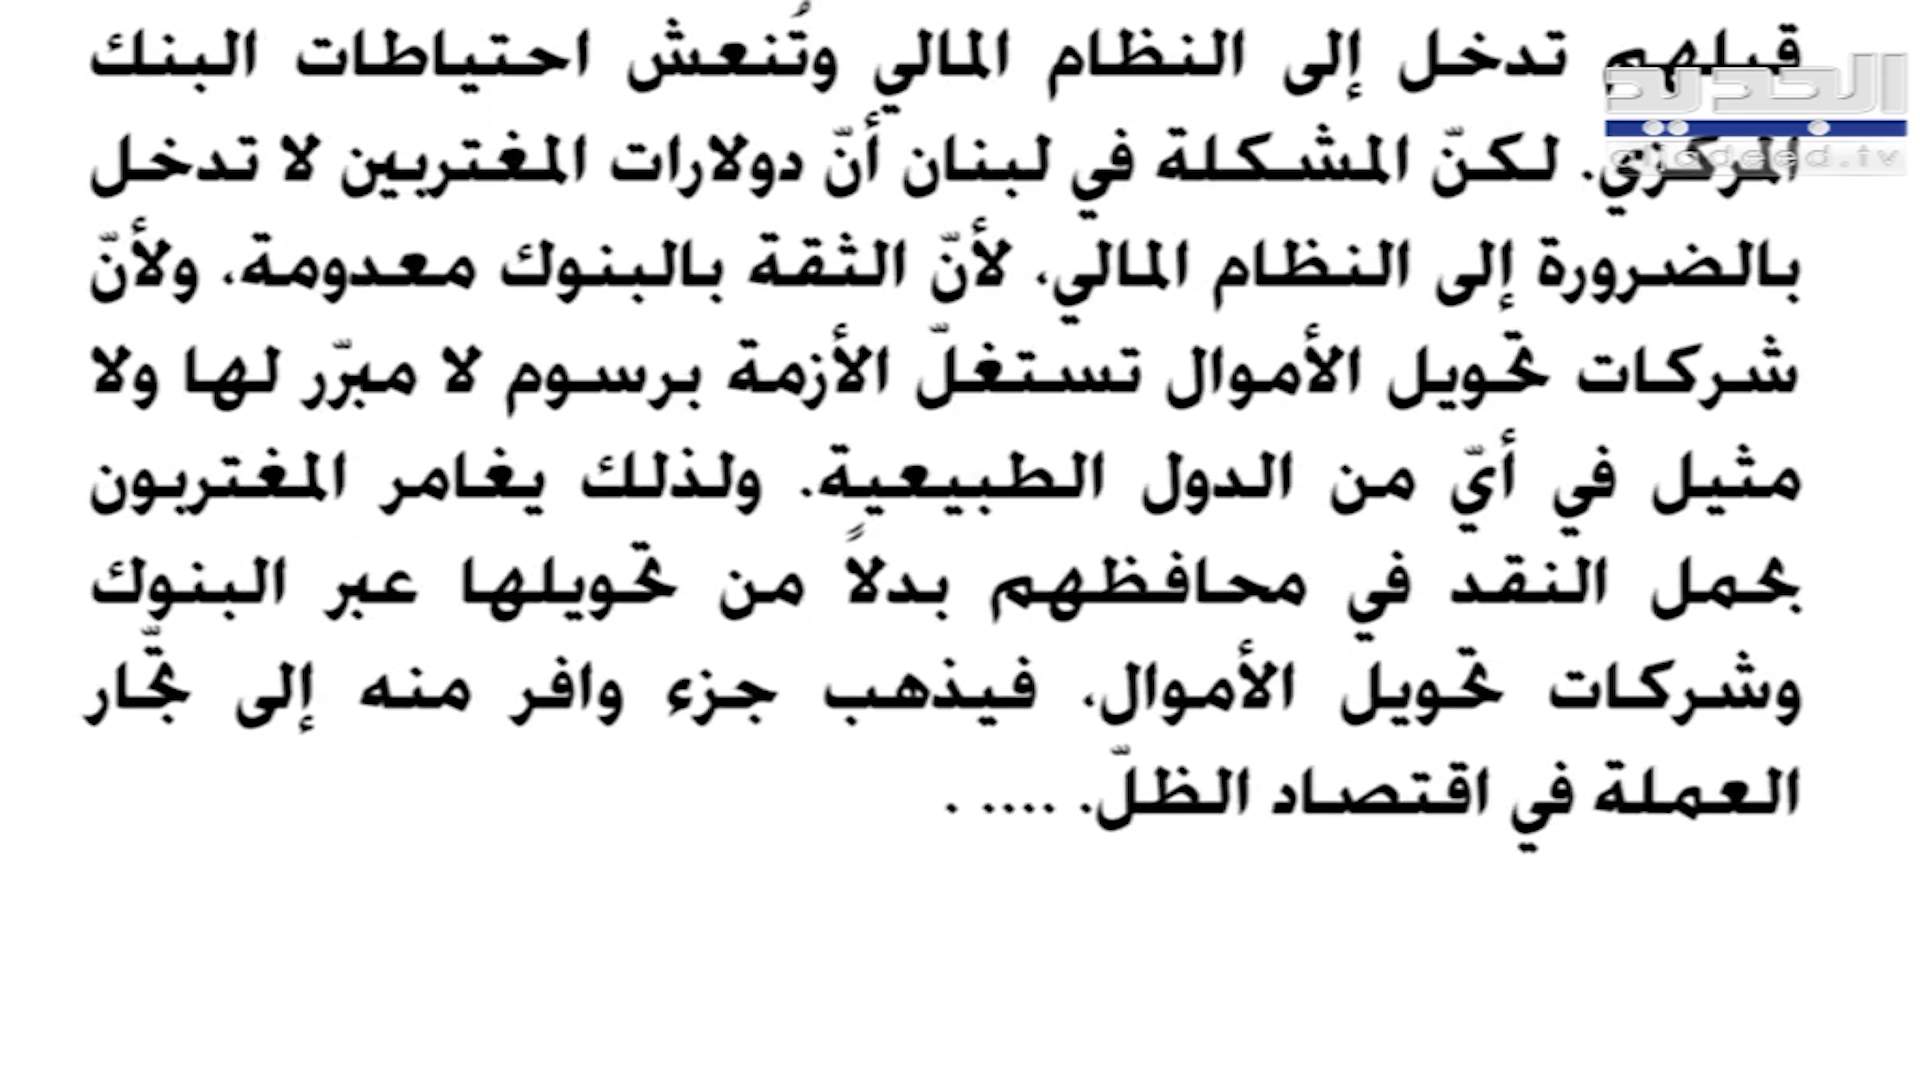 قبلهم تدخل إلى النظام المالي وتُنعش احتياطات البنك
المركزي. لكنّ المشكلة في لبنان أنّ دولارات المغتربين لا تدخل
بالضرورة إلى النظام المالي، لأنّ الثقة بالبنوك معدومة، ولأنّ
شركات تحويل الأموال تستغلّ الأزمة برسوم لا مبرّر لها ولا
مثيل في أيّ من الدول الطبيعية. ولذلك يغامر المغتربون
بحمل النقد في محافظهم بدلاً من تحويلها عبر البنوك
وشركات تحويل الأموال، فيذهب جزء وافر منه إلى تجّار
العملة في اقتصاد الظلّ. .... .
الجديد
aljadeed.tv